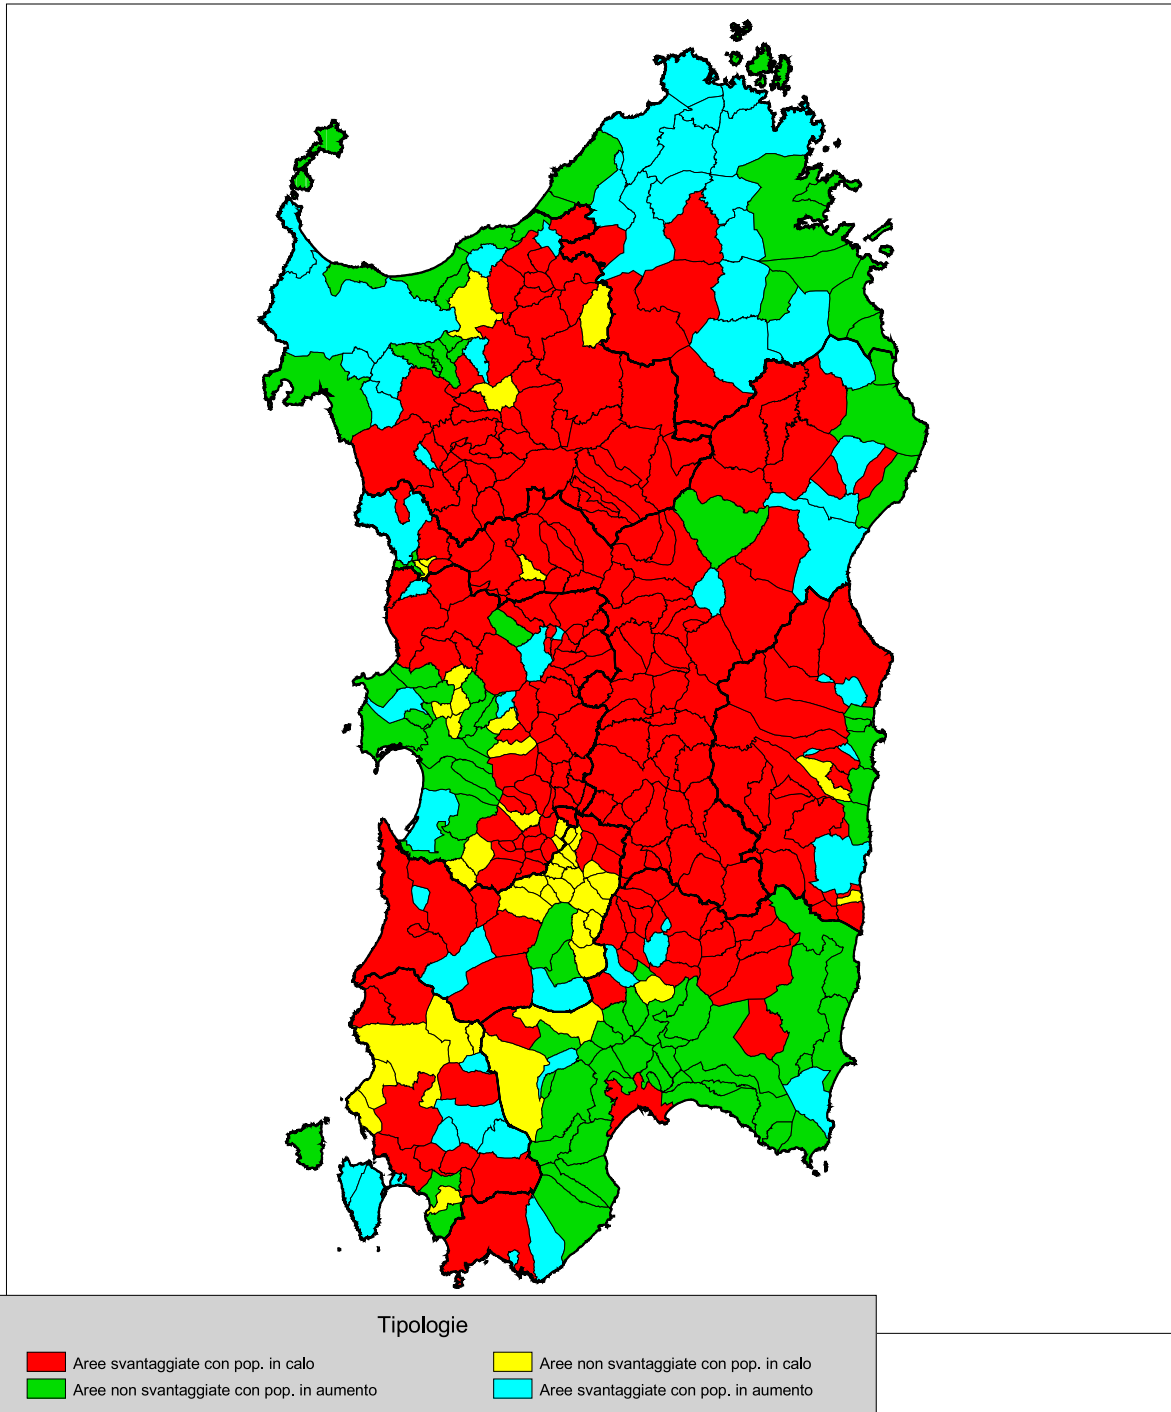 Tipologie
Aree svantaggiate con pop. in calo
Aree non svantaggiate con pop. in calo
Aree non svantaggiate con pop. in aumento
Aree svantaggiate con pop. in aumento